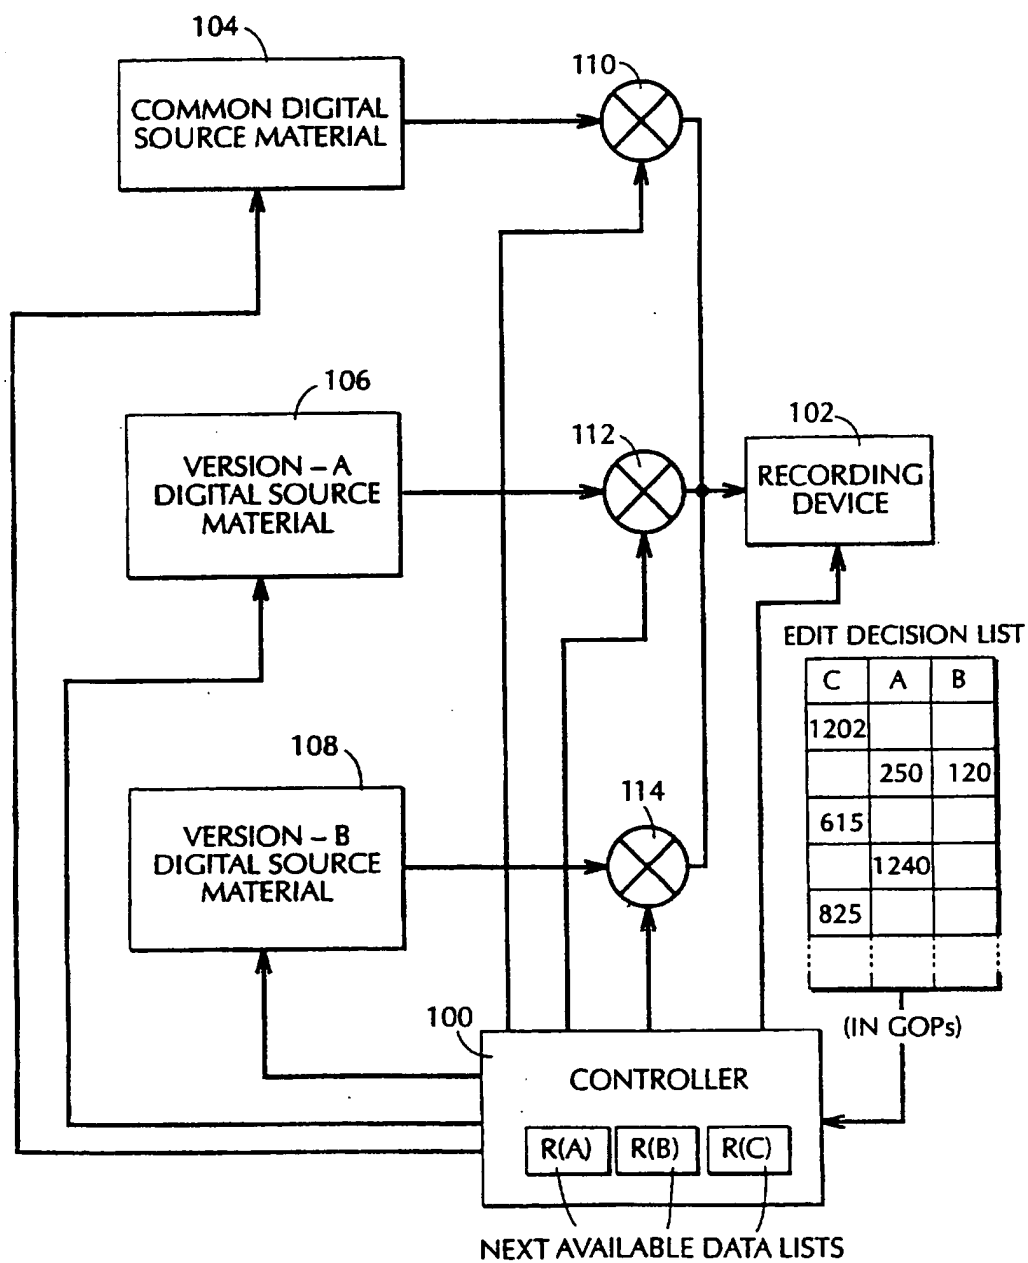 104
COMMON DIGITAL
SOURCE MATERIAL
110
106
VERSION – A
DIGITAL SOURCE
MATERIAL
112
102
RECORDING
DEVICE
EDIT DECISION LIST
C A B
1202
250 120
615
1240
825
(IN GOPs)
108
VERSION – B
DIGITAL SOURCE
MATERIAL
114
100
CONTROLLER
R(A) R(B) R(C)
NEXT AVAILABLE DATA LISTS